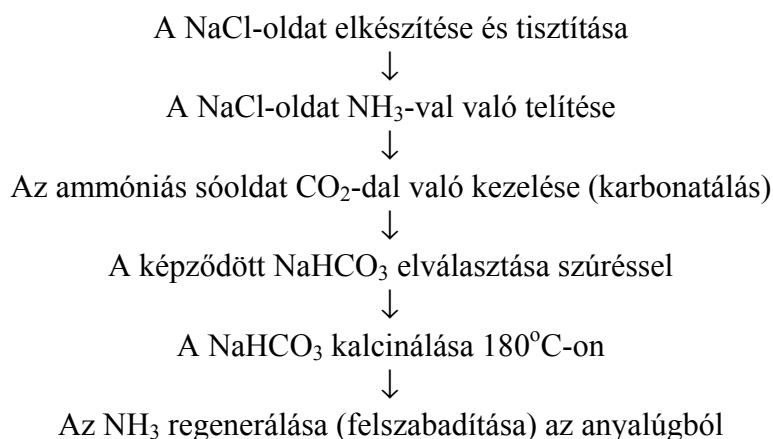 A NaCl-oldat elkészítése és tisztítása
↓
A NaCl-oldat NH₃-val való telítése
↓
Az ammóniás sóoldat CO₂-dal való kezelése (karbonatálás)
↓
A képződött NaHCO₃ elválasztása szúréssel
↓
A NaHCO₃ kalcinálása 180°C-on
↓
Az NH₃ regenerálása (felszabadítása) az anyalúgból